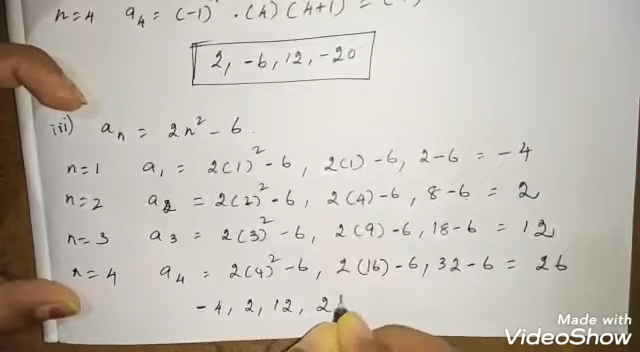 n=4 a₄ = (-1) · (4) (4+1) =
2, -6, 12, -20
iii) aₙ = 2n² - 6.
n=1 a₁ = 2(1)² - 6, 2(1) - 6, 2 - 6 = - 4
n=2 a₂ = 2(2)² - 6, 2(4) - 6, 8 - 6 = 2
n=3 a₃ = 2(3)² - 6, 2(9) - 6, 18 - 6 = 12
n=4 a₄ = 2(4)² - 6, 2(16) - 6, 32 - 6 = 26
-4, 2, 12, 2
Made with
VideoShow